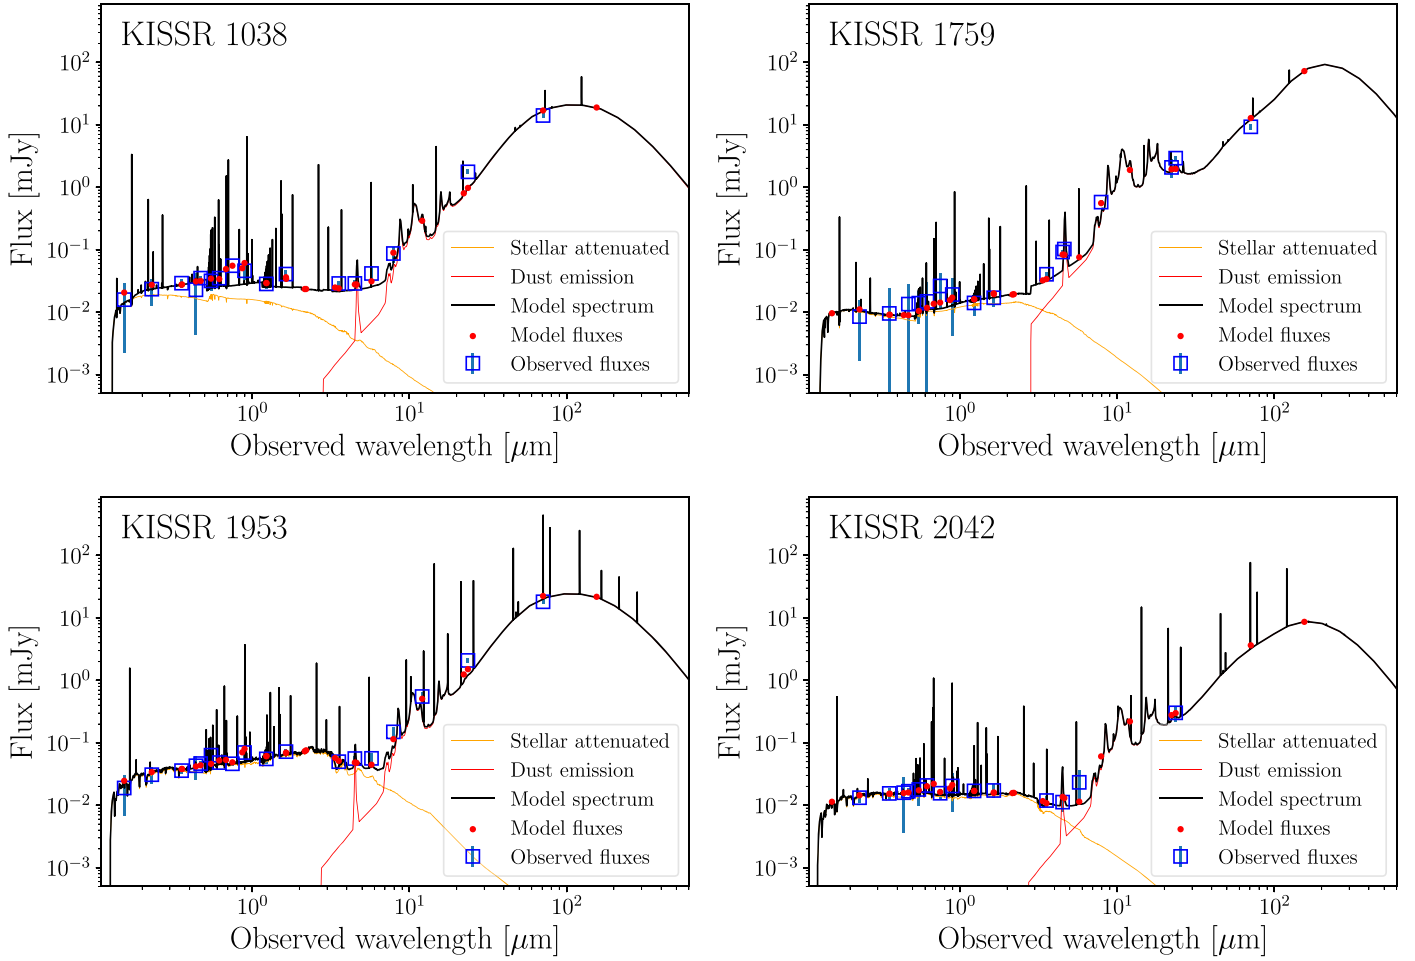 KISSR 1038
Flux [mJy]
10² 10¹ 10⁰ 10⁻¹ 10⁻² 10⁻³
Stellar attenuated
Dust emission
Model spectrum
Model fluxes
Observed fluxes
10⁰ 10¹ 10²
Observed wavelength [μm]
KISSR 1759
Flux [mJy]
10² 10¹ 10⁰ 10⁻¹ 10⁻² 10⁻³
Stellar attenuated
Dust emission
Model spectrum
Model fluxes
Observed fluxes
10⁰ 10¹ 10²
Observed wavelength [μm]
KISSR 1953
Flux [mJy]
10² 10¹ 10⁰ 10⁻¹ 10⁻² 10⁻³
Stellar attenuated
Dust emission
Model spectrum
Model fluxes
Observed fluxes
10⁰ 10¹ 10²
Observed wavelength [μm]
KISSR 2042
Flux [mJy]
10² 10¹ 10⁰ 10⁻¹ 10⁻² 10⁻³
Stellar attenuated
Dust emission
Model spectrum
Model fluxes
Observed fluxes
10⁰ 10¹ 10²
Observed wavelength [μm]